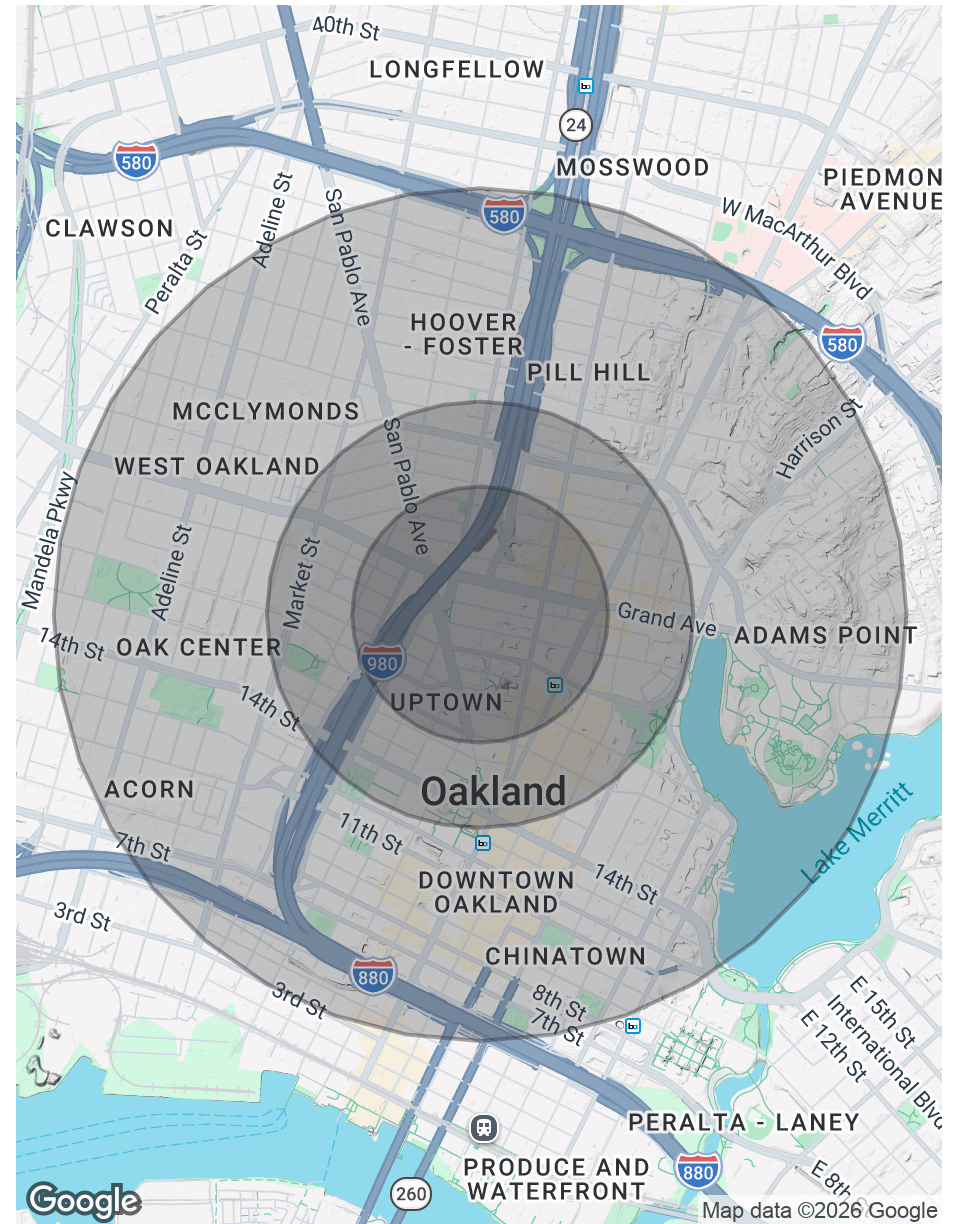 40th St
LONGFELLOW
24
580
MOSSWOOD
PIEDMON
AVENUE
Adeline St
San Pablo Ave
580
W MacArthur Blvd
CLAWSON
Peralta St
HOOVER
- FOSTER
580
PILL HILL
MCCLYMONDS
Harrison St
San Pablo Ave
WEST OAKLAND
Mandela Pkwy
Adeline St
Market St
Grand Ave
14th St
OAK CENTER
ADAMS POINT
980
UPTOWN
14th St
ACORN
Oakland
Lake Merritt
11th St
7th St
14th St
DOWNTOWN
OAKLAND
3rd St
CHINATOWN
880
8th St
7th St
3rd St
E 15th St
International Blvd
E 12th St
PERALTA - LANEY
880
PRODUCE AND
WATERFRONT
260
E 8th
Google
Map data ©2026 Google